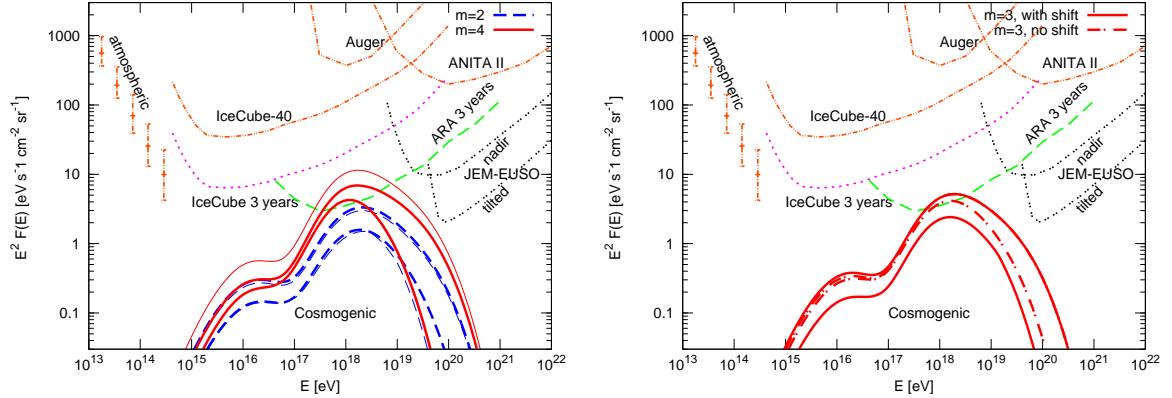 m=2
m=4
1000
100
10
1
0.1
E² F(E) [eV s⁻¹ cm⁻² sr⁻¹]
atmospheric
Auger
ANITA II
IceCube-40
ARA 3 years
nadir
JEM-EUSO
tilted
IceCube 3 years
Cosmogenic
10¹³ 10¹⁴ 10¹⁵ 10¹⁶ 10¹⁷ 10¹⁸ 10¹⁹ 10²⁰ 10²¹ 10²²
E [eV]
m=3, with shift
m=3, no shift
1000
100
10
1
0.1
E² F(E) [eV s⁻¹ cm⁻² sr⁻¹]
atmospheric
Auger
ANITA II
IceCube-40
ARA 3 years
nadir
JEM-EUSO
tilted
IceCube 3 years
Cosmogenic
10¹³ 10¹⁴ 10¹⁵ 10¹⁶ 10¹⁷ 10¹⁸ 10¹⁹ 10²⁰ 10²¹ 10²²
E [eV]